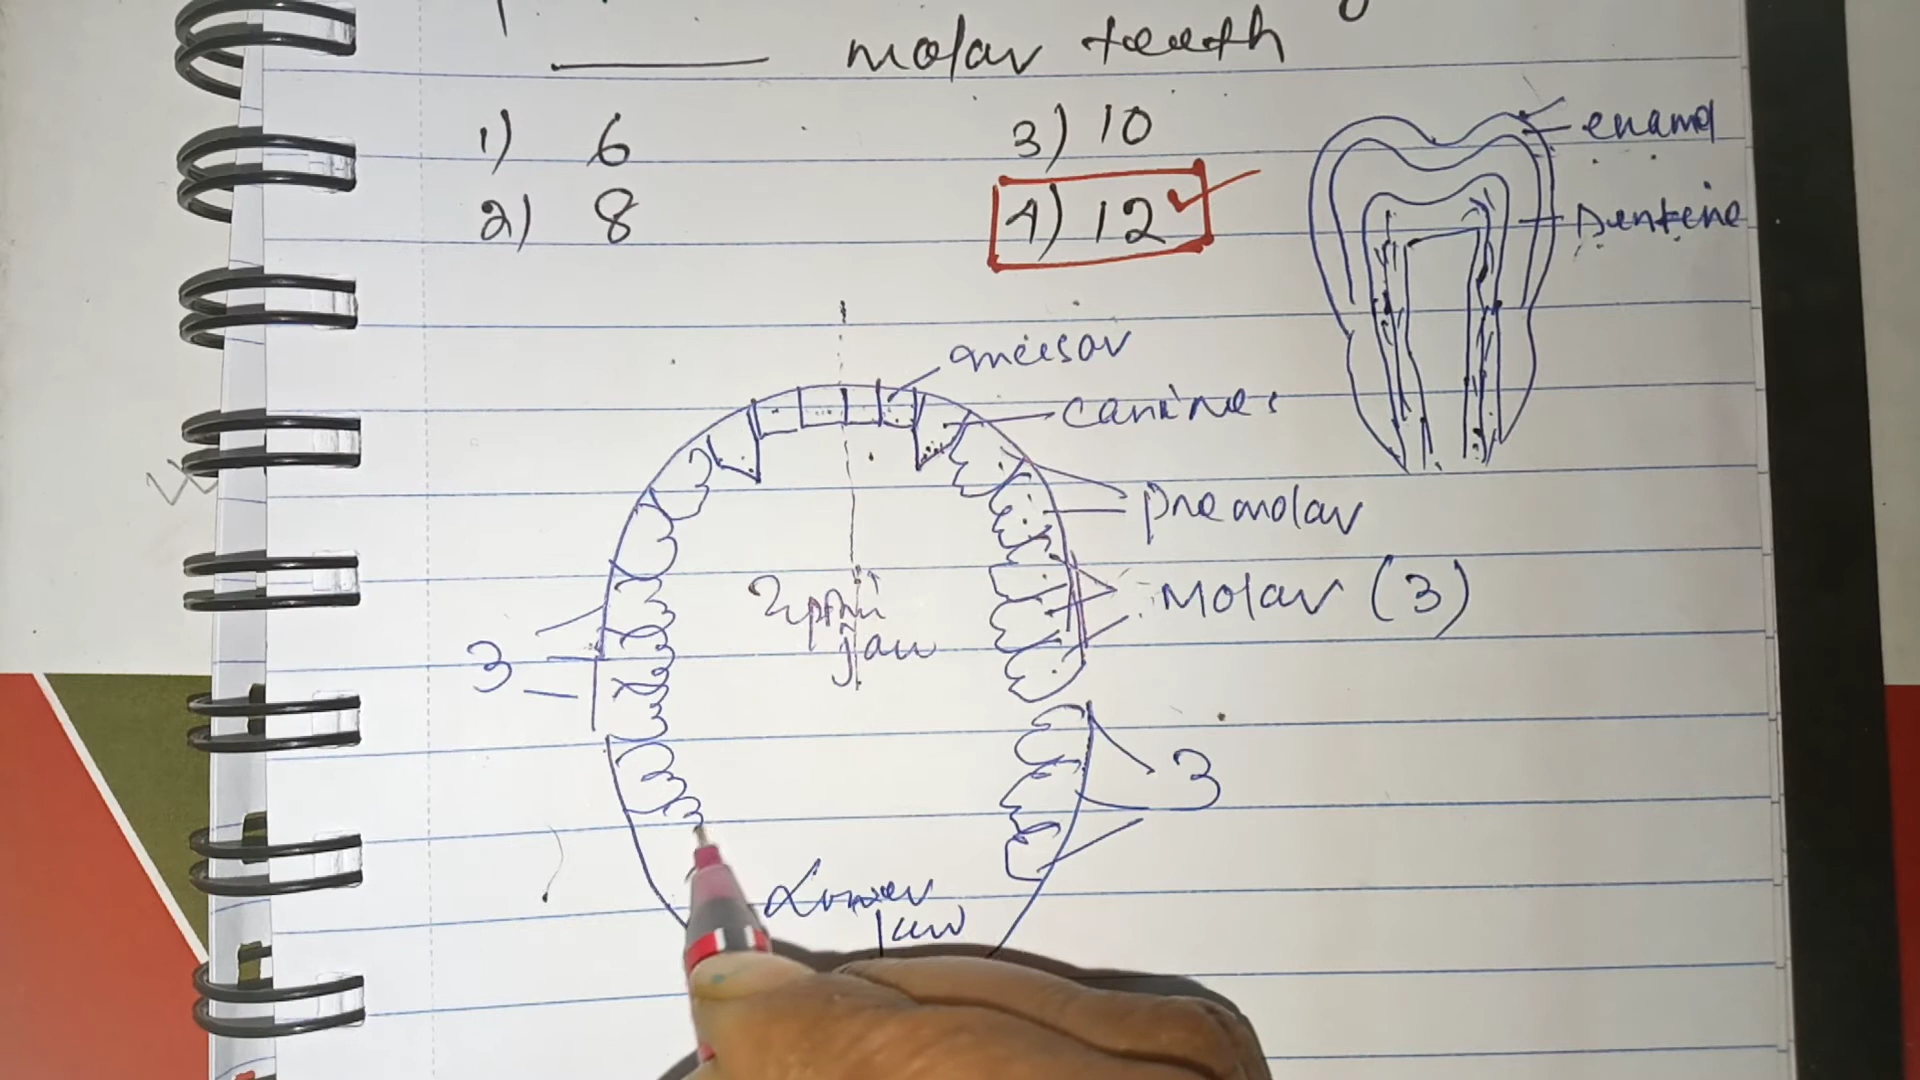 molar teeth
1) 6
3) 10
2) 8
4) 12
enamel
Dentine
incisor
canines
premolar
Molar (3)
jaw
3
3
Lower
jaw